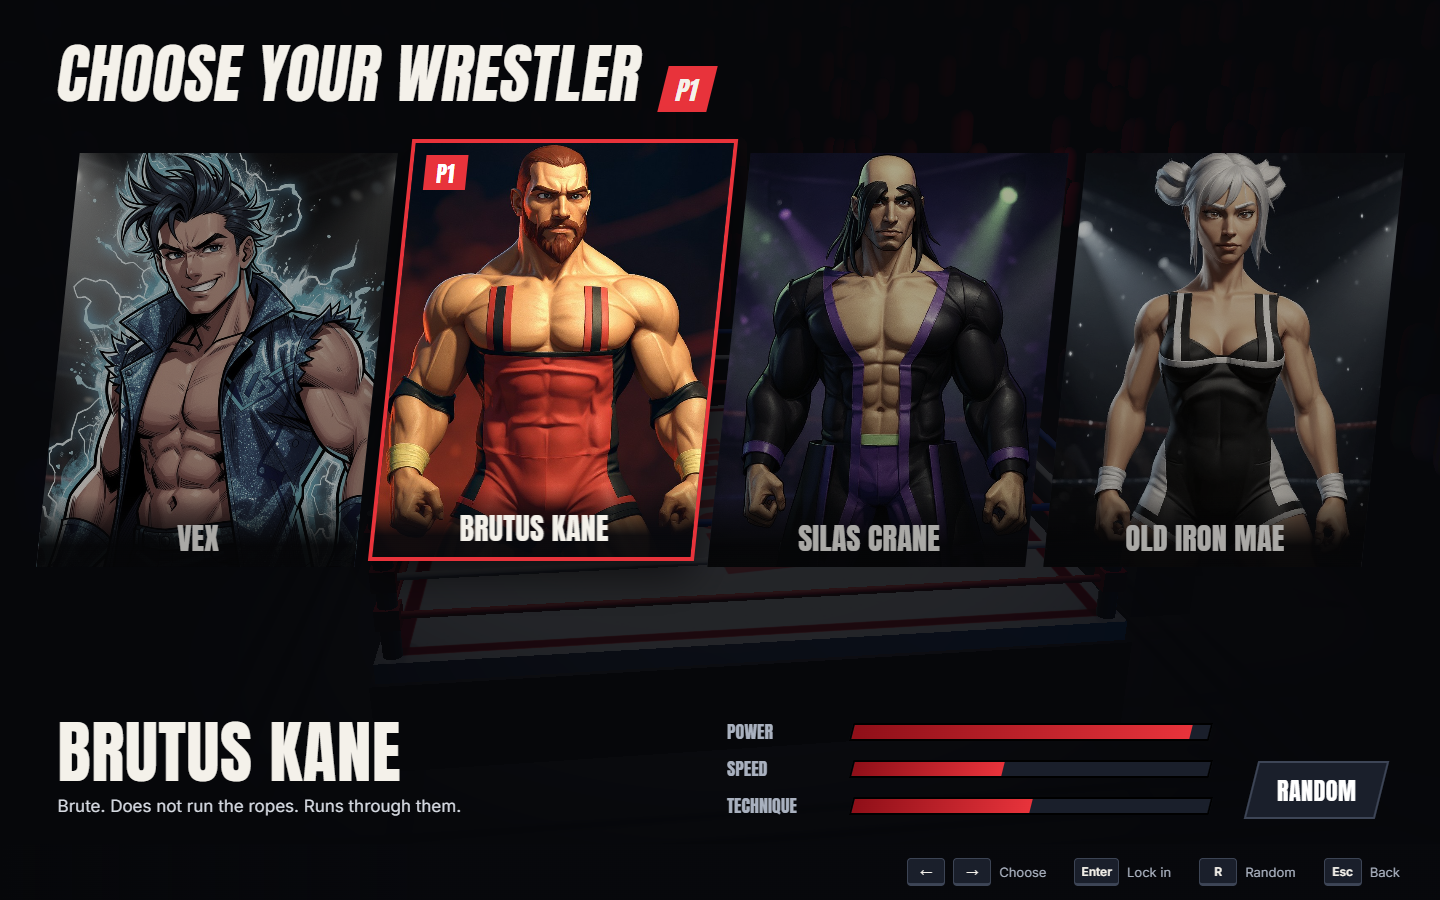 CHOOSE YOUR WRESTLER P1
P1
VEX
BRUTUS KANE
SILAS CRANE
OLD IRON MAE
BRUTUS KANE
Brute. Does not run the ropes. Runs through them.
POWER
SPEED
TECHNIQUE
RANDOM
← → Choose Enter Lock in R Random Esc Back